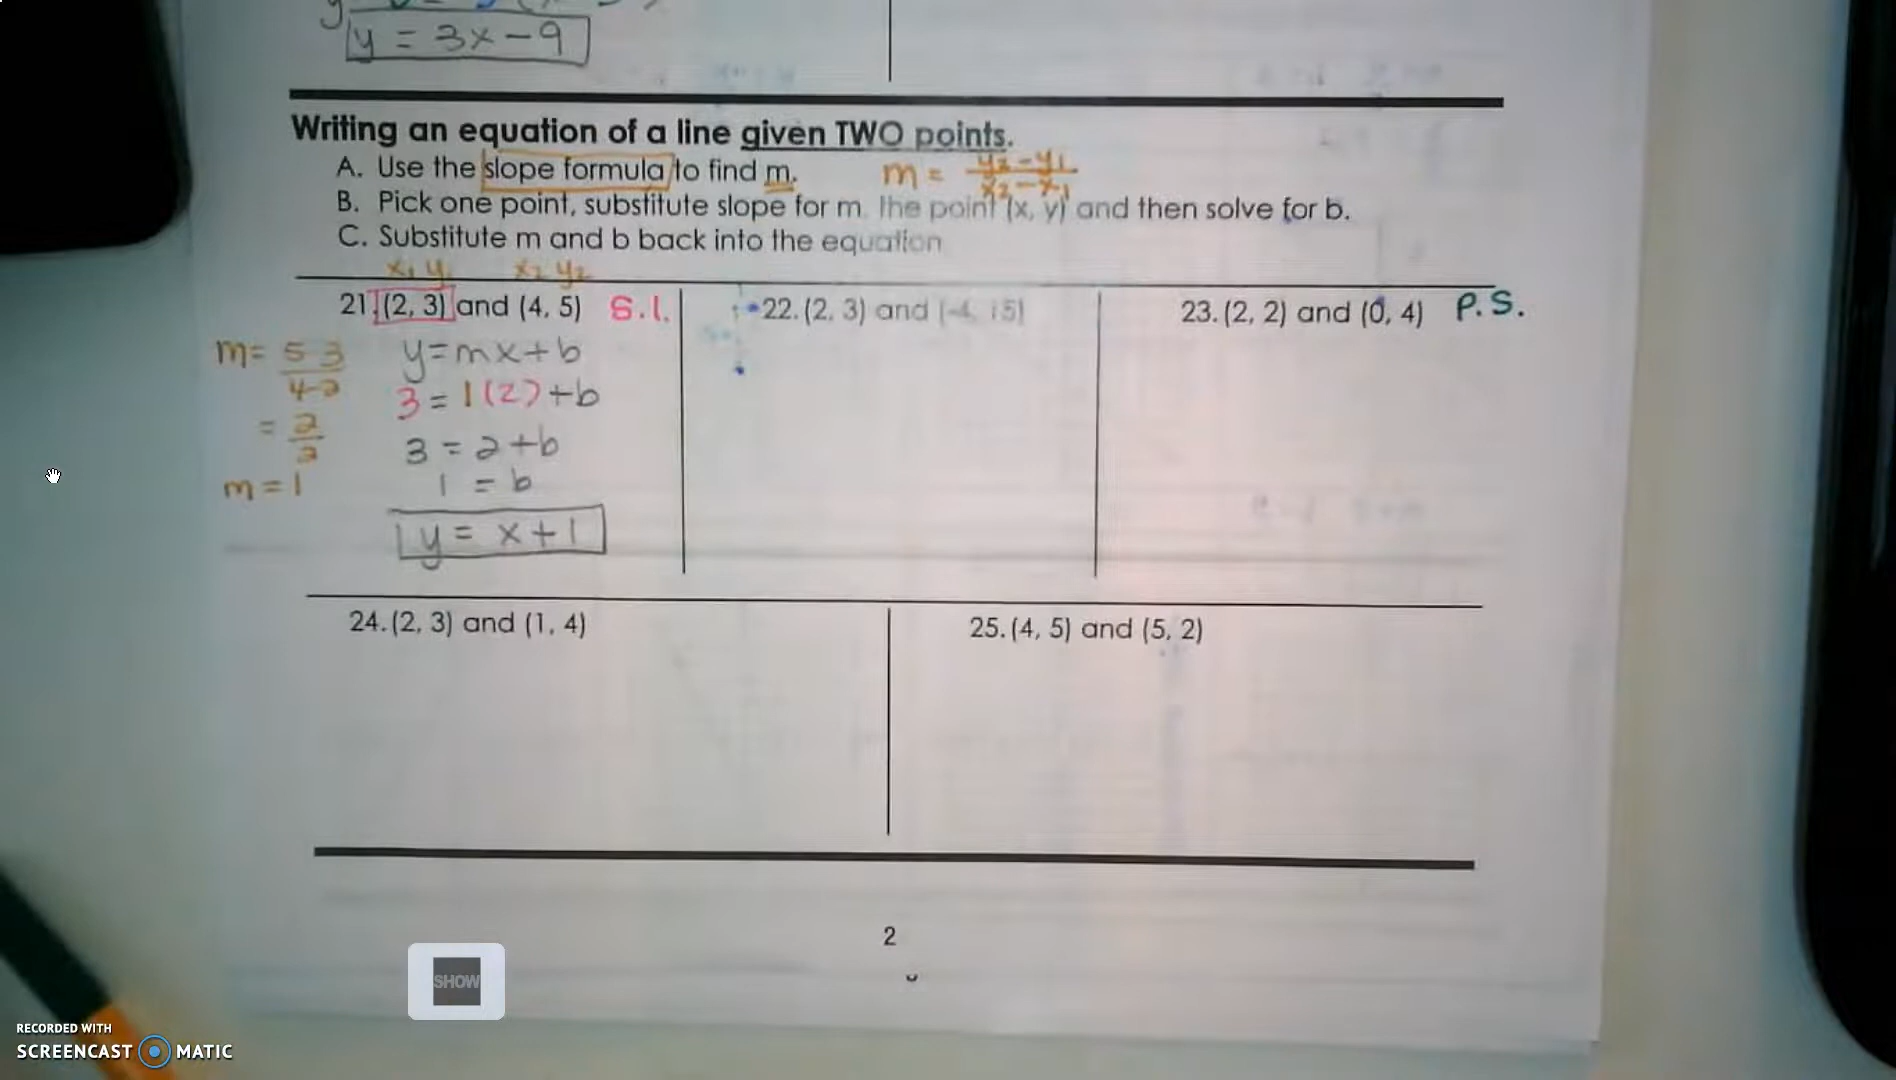 y = 3x - 9
Writing an equation of a line given TWO points.
A. Use the slope formula to find m. m = y2 - y1 / x2 - x1
B. Pick one point, substitute slope for m, the point (x, y) and then solve for b.
C. Substitute m and b back into the equation
x1 y1 x2 y2
21. (2, 3) and (4, 5) S.I.
m = 5-3 / 4-2
= 2/2
m = 1
y = mx + b
3 = 1(2) + b
3 = 2 + b
1 = b
y = x + 1
22. (2, 3) and
23. (2, 2) and (0, 4) P.S.
24. (2, 3) and (1, 4)
25. (4, 5) and (5, 2)
2
SHOW
RECORDED WITH
SCREENCAST MATIC